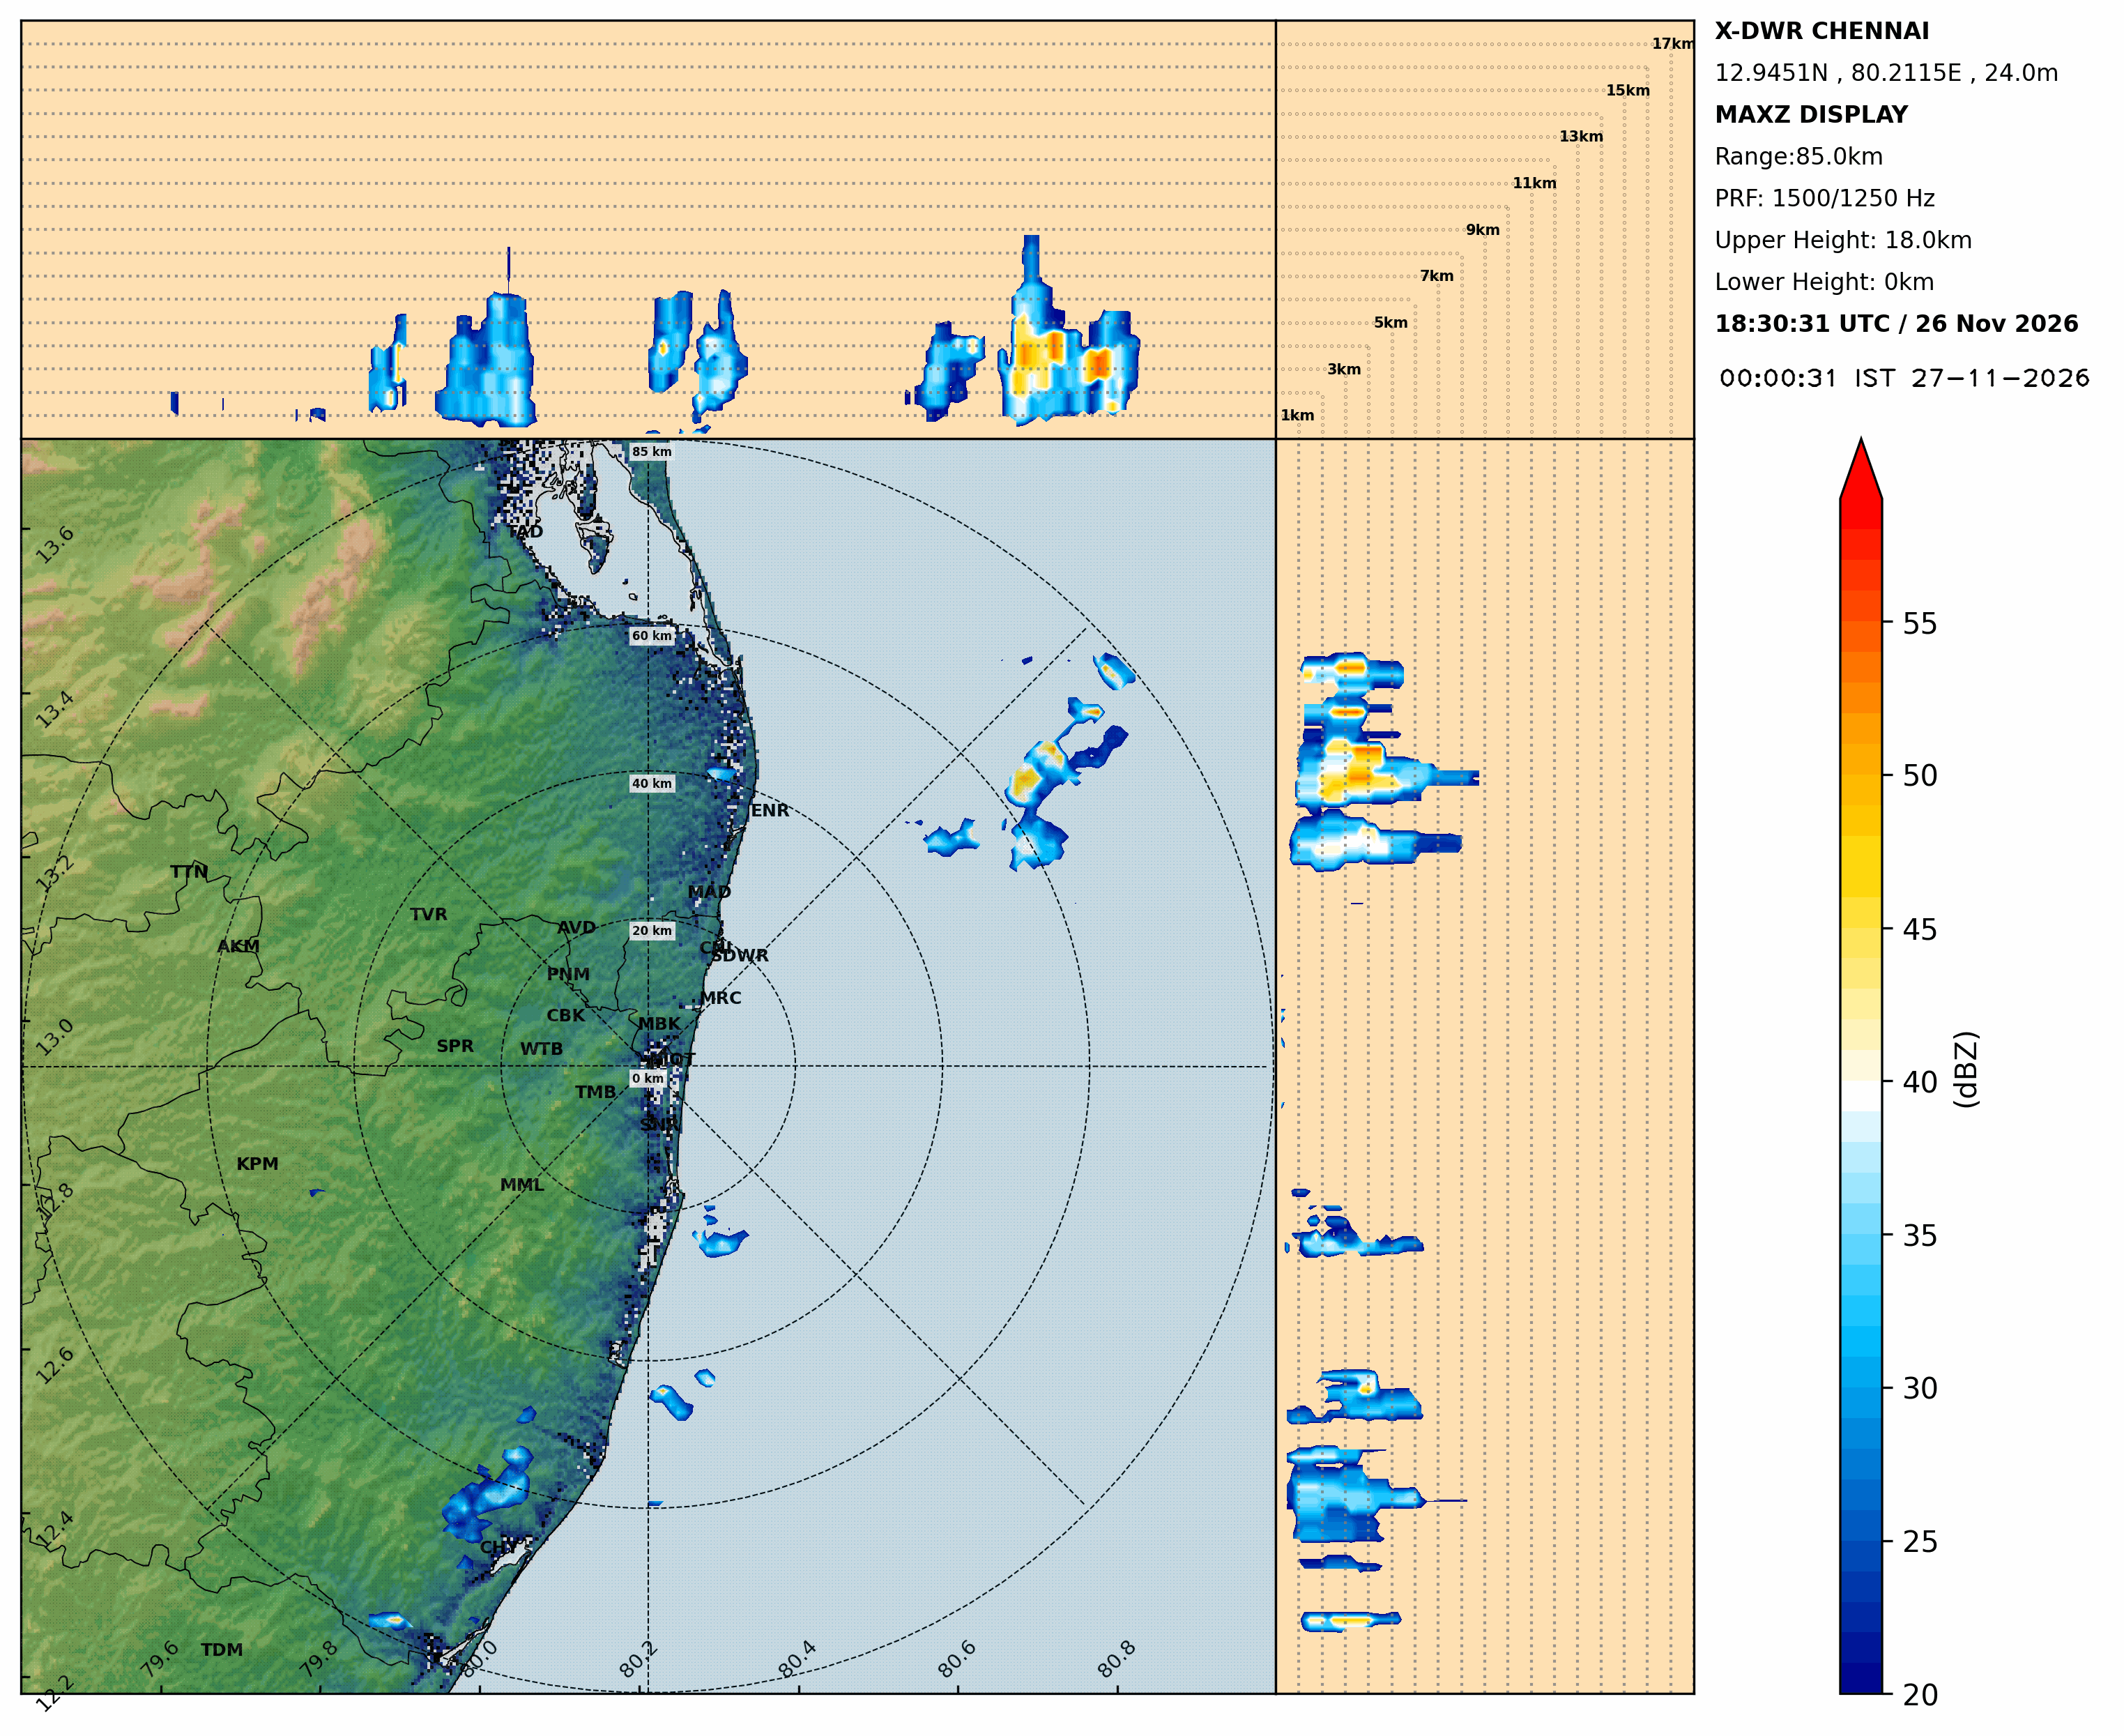 X-DWR CHENNAI
12.9451N , 80.2115E , 24.0m
MAXZ DISPLAY
Range:85.0km
PRF: 1500/1250 Hz
Upper Height: 18.0km
Lower Height: 0km
18:30:31 UTC / 26 Nov 2026
00:00:31 IST 27-11-2026
17km
15km
13km
11km
9km
7km
5km
3km
1km
85 km
60 km
40 km
20 km
0 km
TAD
ENR
MAD
TTN
TVR
AVD
AKM
SDWR
PNM
MRC
CBK
MBK
SPR
WTB
TMB
SNR
KPM
MML
CHY
TDM
13.6
13.4
13.2
13.0
12.8
12.6
12.4
12.2
79.6
79.8
80.0
80.2
80.4
80.6
80.8
55
50
45
40
35
30
25
20
(dBZ)